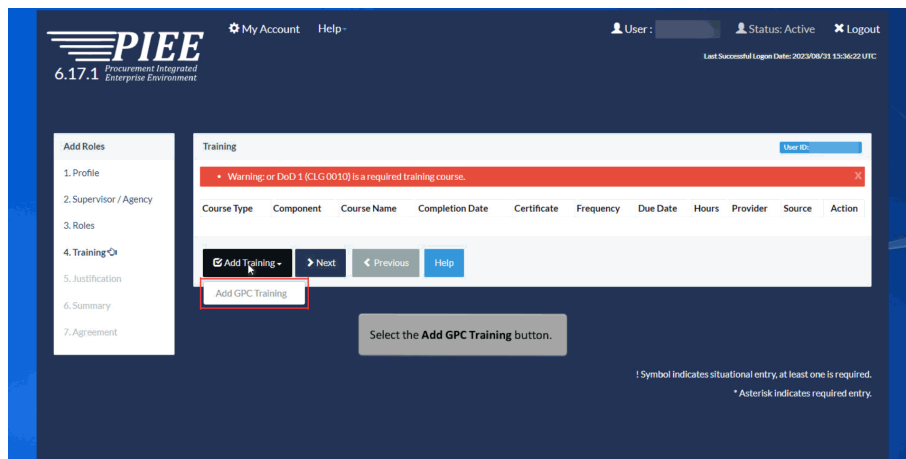 My Account Help
User : Status: Active Logout
PIEE
6.17.1 Procurement Integrated
Enterprise Environment
Last Successful Logon Date: 2023/08/31 15:36:22 UTC
Add Roles
1. Profile
2. Supervisor / Agency
3. Roles
4. Training
5. Justification
6. Summary
7. Agreement
Training
User ID:
• Warning: or DoD 1 (CLG 0010) is a required training course. X
Course Type Component Course Name Completion Date Certificate Frequency Due Date Hours Provider Source Action
Add Training Next Previous Help
Add GPC Training
Select the Add GPC Training button.
! Symbol indicates situational entry, at least one is required.
* Asterisk indicates required entry.